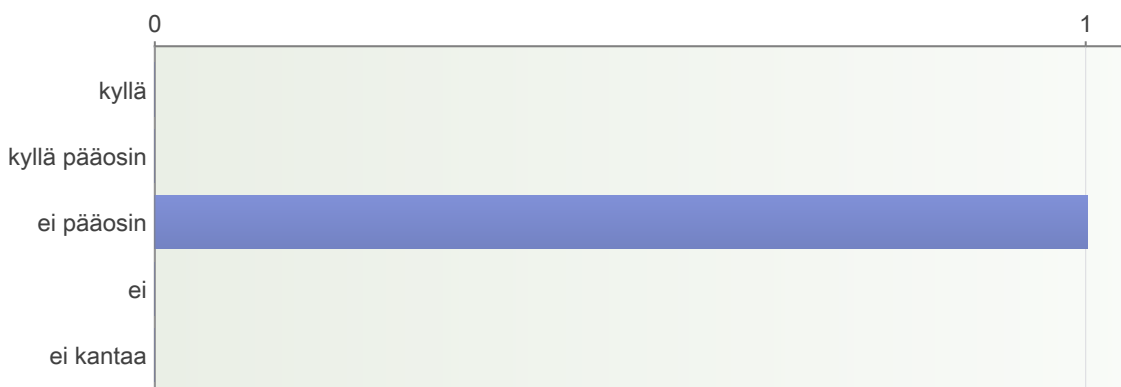 0 1
kyllä
kyllä pääosin
ei pääosin
ei
ei kantaa